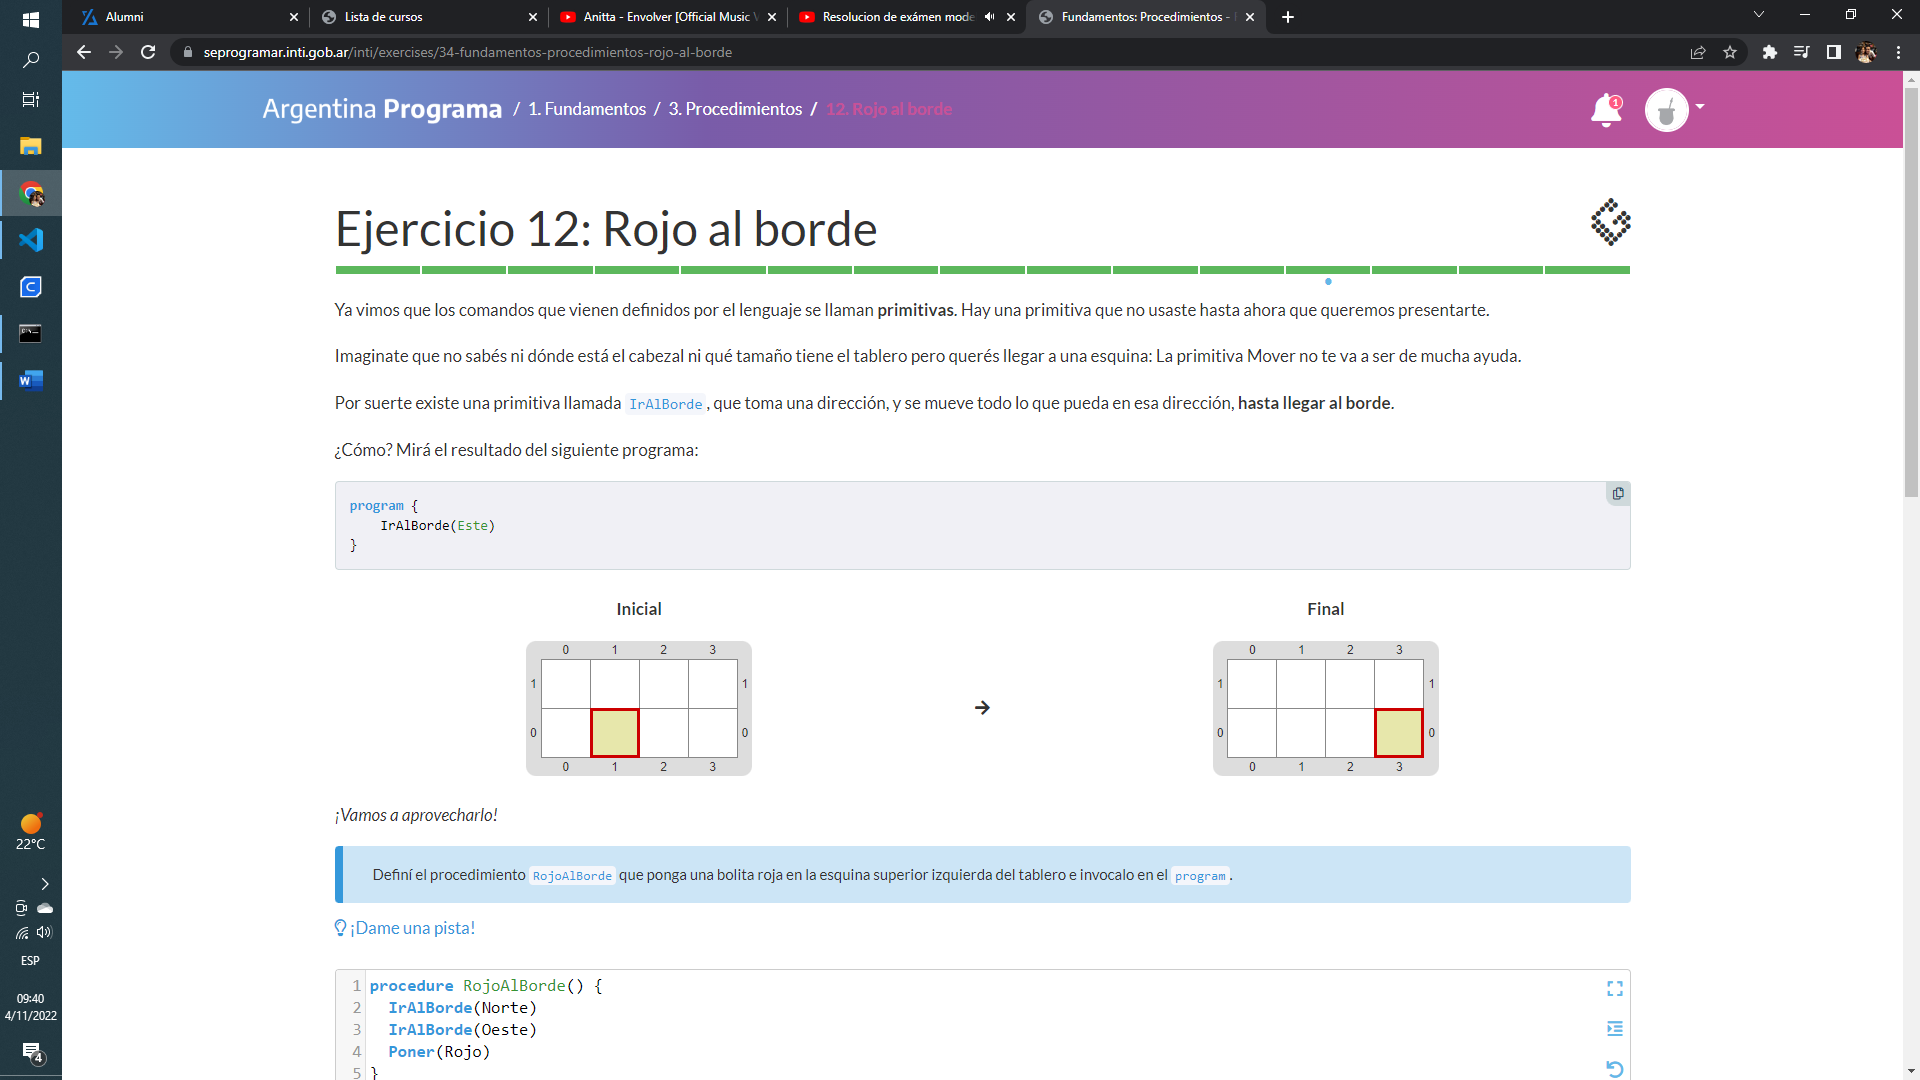 Alumni
Lista de cursos
Anitta - Envolver [Official Music V
Resolucion de exámen mode
Fundamentos: Procedimientos -
seprogramar.inti.gob.ar/inti/exercises/34-fundamentos-procedimientos-rojo-al-borde
Argentina Programa / 1. Fundamentos / 3. Procedimientos / 12. Rojo al borde
1
Ejercicio 12: Rojo al borde
Ya vimos que los comandos que vienen definidos por el lenguaje se llaman primitivas. Hay una primitiva que no usaste hasta ahora que queremos presentarte.
Imaginate que no sabés ni dónde está el cabezal ni qué tamaño tiene el tablero pero querés llegar a una esquina: La primitiva Mover no te va a ser de mucha ayuda.
Por suerte existe una primitiva llamada IrAlBorde, que toma una dirección, y se mueve todo lo que pueda en esa dirección, hasta llegar al borde.
¿Cómo? Mirá el resultado del siguiente programa:
program {
IrAlBorde(Este)
}
Inicial
Final
0 1 2 3
1 1
0 0
0 1 2 3
0 1 2 3
1 1
0 0
0 1 2 3
¡Vamos a aprovecharlo!
Definí el procedimiento RojoAlBorde que ponga una bolita roja en la esquina superior izquierda del tablero e invocalo en el program.
¡Dame una pista!
1 procedure RojoAlBorde() {
2 IrAlBorde(Norte)
3 IrAlBorde(Oeste)
4 Poner(Rojo)
5 }
22°C
ESP
09:40
4/11/2022
4